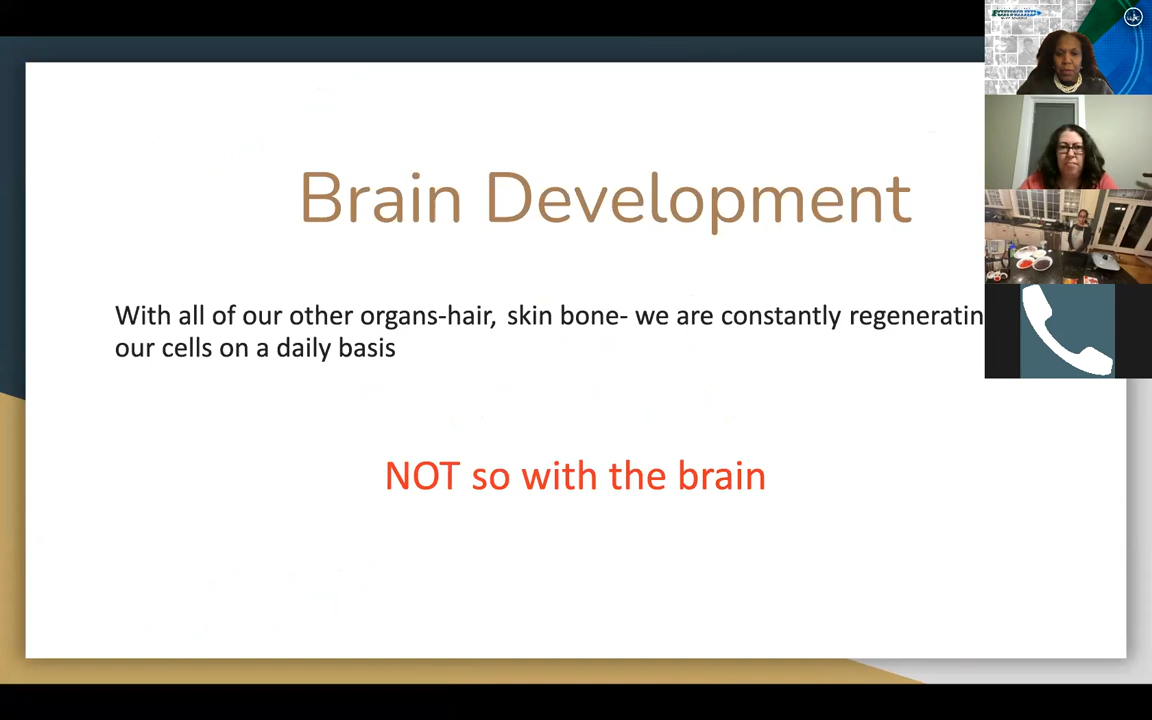 Brain Development
With all of our other organs-hair, skin bone- we are constantly regeneratin
our cells on a daily basis
NOT so with the brain